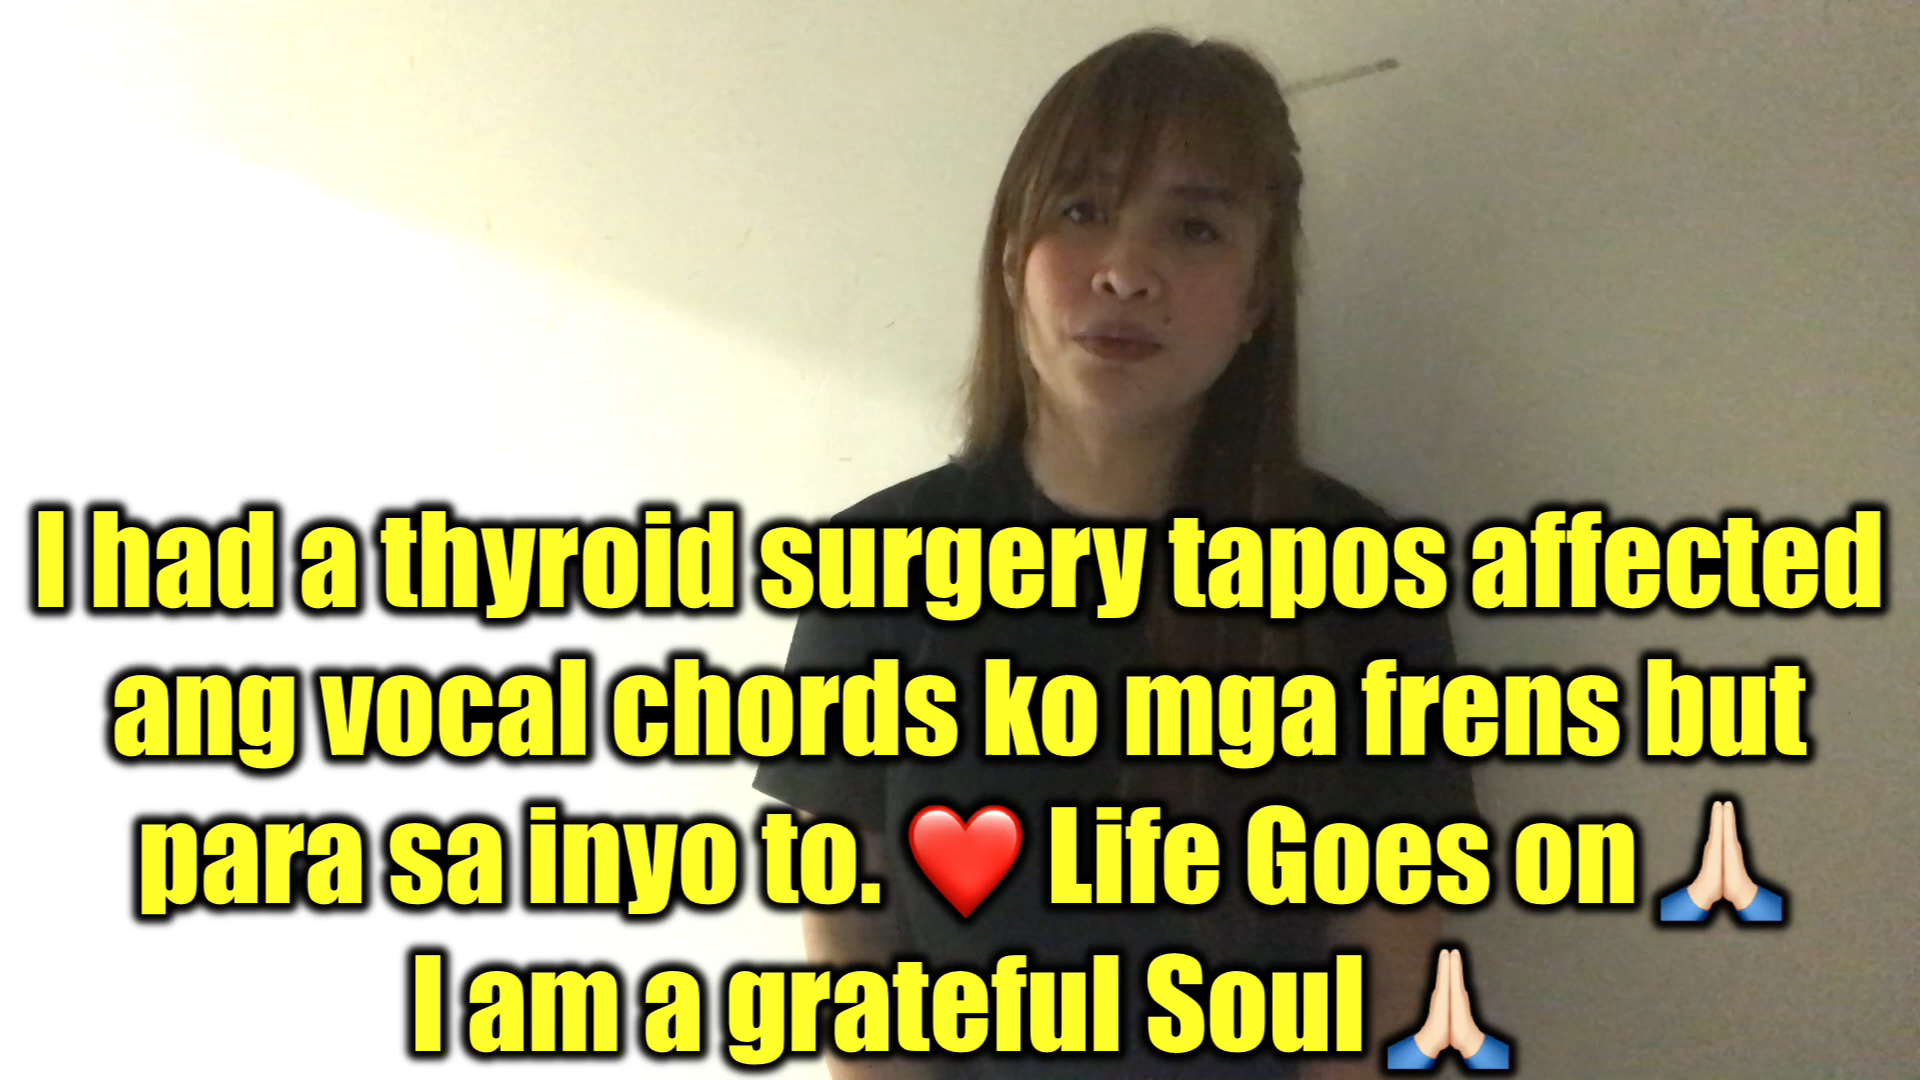 I had a thyroid surgery tapos affected
ang vocal chords ko mga frens but
para sa inyo to. ❤️ Life Goes on 🙏🏻
I am a grateful Soul 🙏🏻